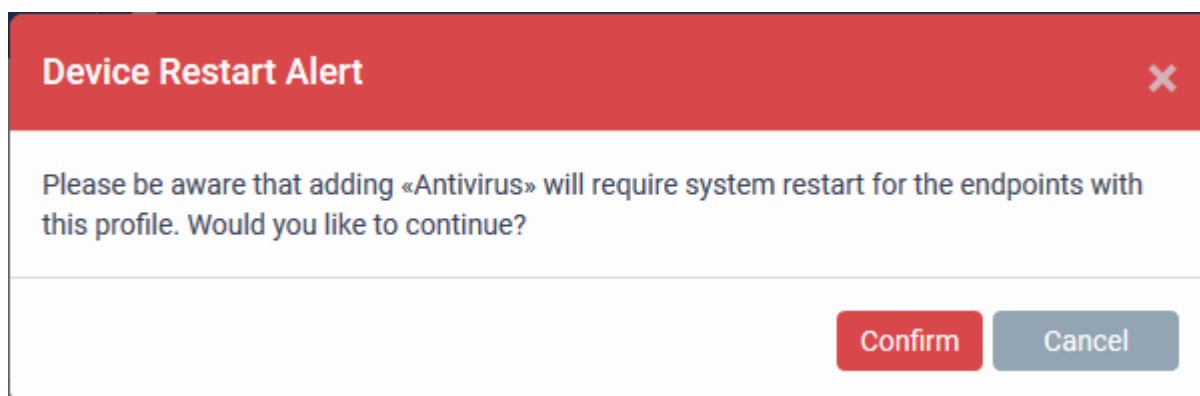 Device Restart Alert
Please be aware that adding «Antivirus» will require system restart for the endpoints with
this profile. Would you like to continue?
Confirm
Cancel